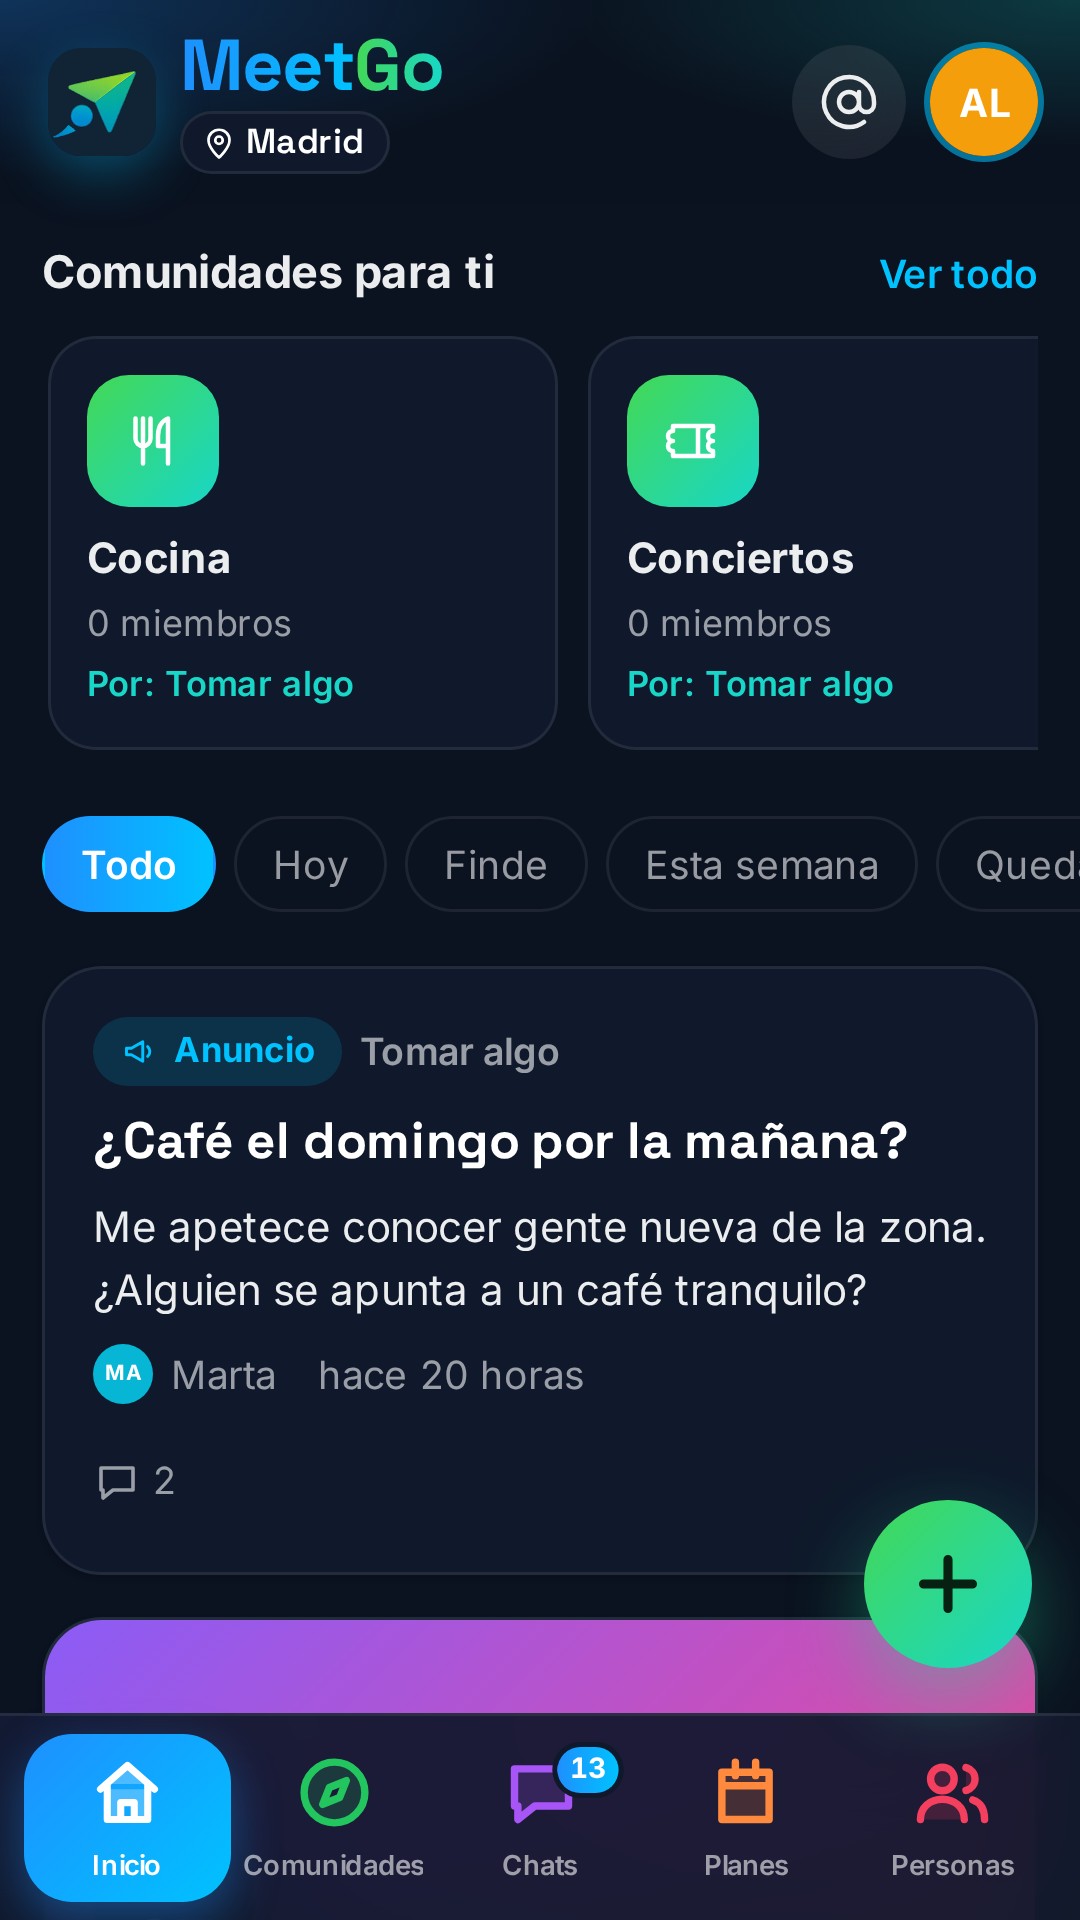 MeetGo
Madrid
AL
Comunidades para ti
Ver todo
Cocina
0 miembros
Por: Tomar algo
Conciertos
0 miembros
Por: Tomar algo
Todo
Hoy
Finde
Esta semana
Qued
Anuncio
Tomar algo
¿Café el domingo por la mañana?
Me apetece conocer gente nueva de la zona.
¿Alguien se apunta a un café tranquilo?
MA
Marta
hace 20 horas
2
13
Inicio
Comunidades
Chats
Planes
Personas